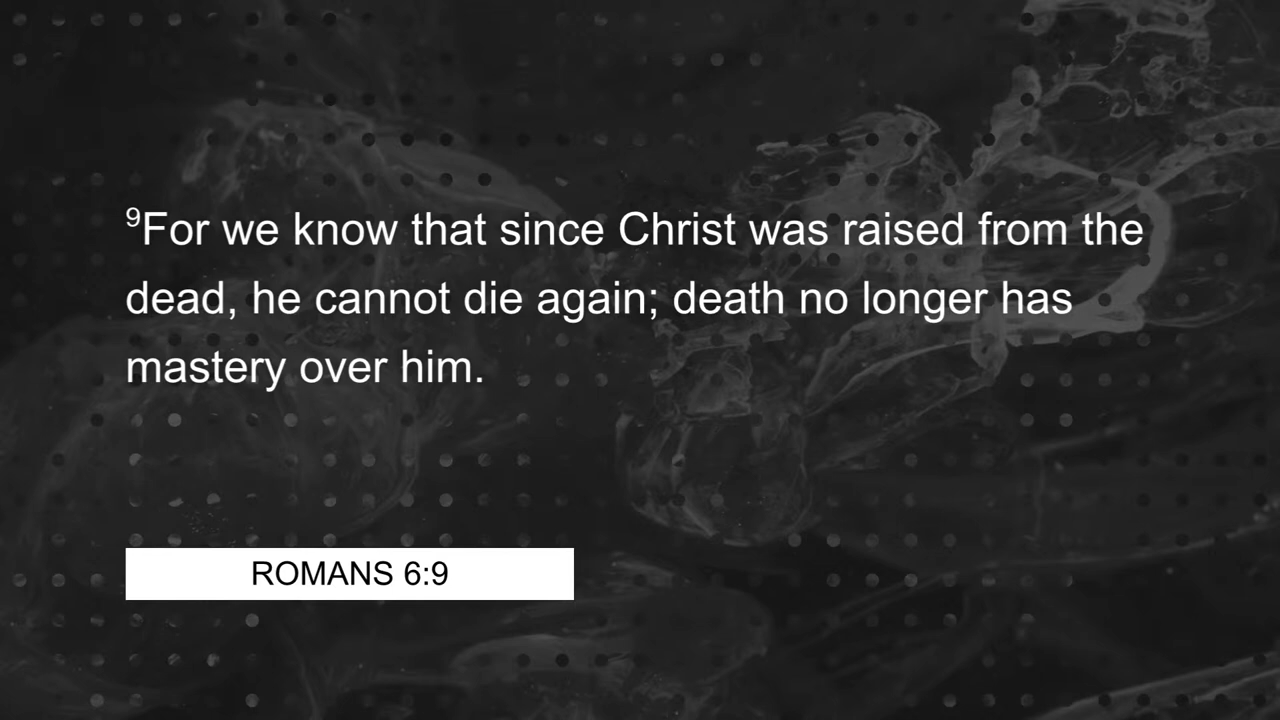 ⁹For we know that since Christ was raised from the
dead, he cannot die again; death no longer has
mastery over him.
ROMANS 6:9